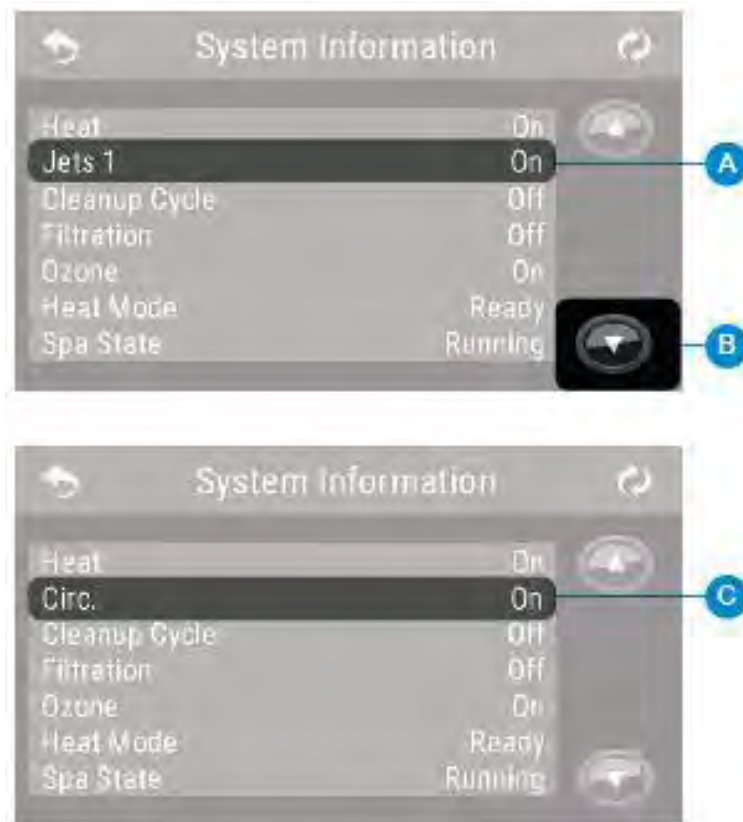 System Information
Heat On
Jets 1 On
A
Cleanup Cycle Off
Filtration Off
Ozone On
Heat Mode Ready
Spa State Running
B
System Information
Heat On
Circ. On
C
Cleanup Cycle Off
Filtration Off
Ozone On
Heat Mode Ready
Spa State Running